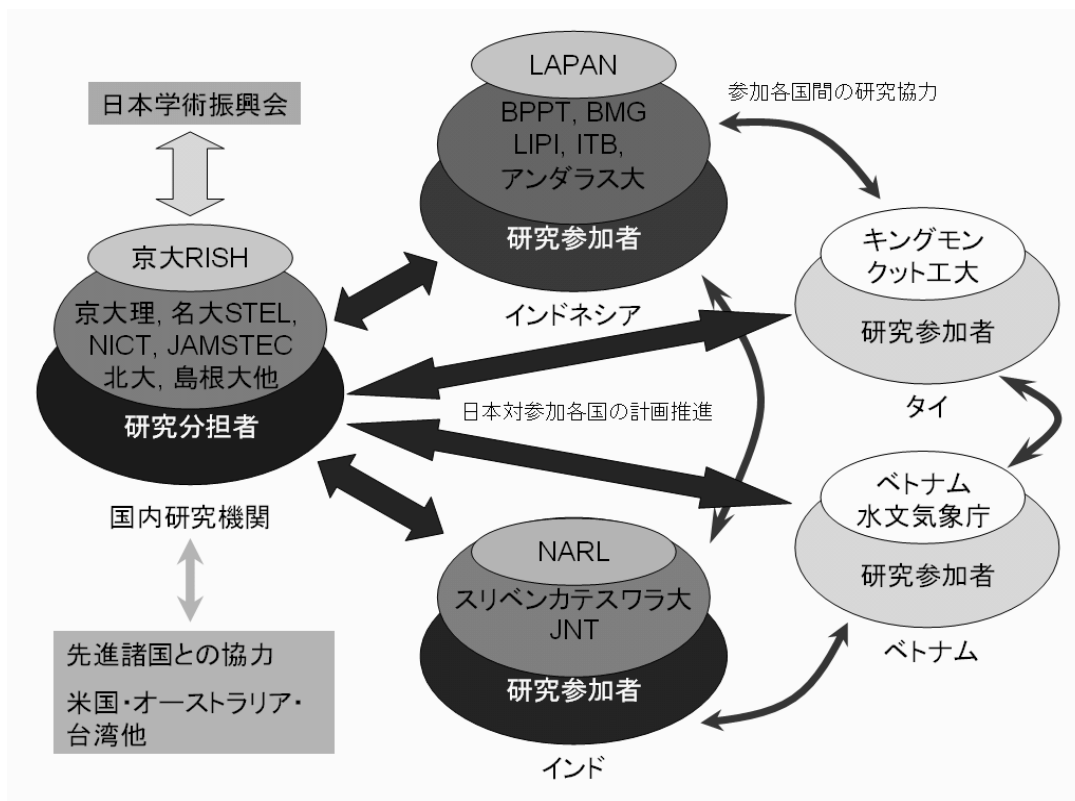 日本学術振興会
京大RISH
京大理, 名大STEL,
NICT, JAMSTEC
北大, 島根大他
研究分担者
国内研究機関
先進諸国との協力
米国・オーストラリア・
台湾他
LAPAN
BPPT, BMG
LIPI, ITB,
アンダラス大
研究参加者
インドネシア
参加各国間の研究協力
キングモン
クット工大
研究参加者
タイ
日本対参加各国の計画推進
ベトナム
水文気象庁
研究参加者
ベトナム
NARL
スリベンカテスワラ大
JNT
研究参加者
インド